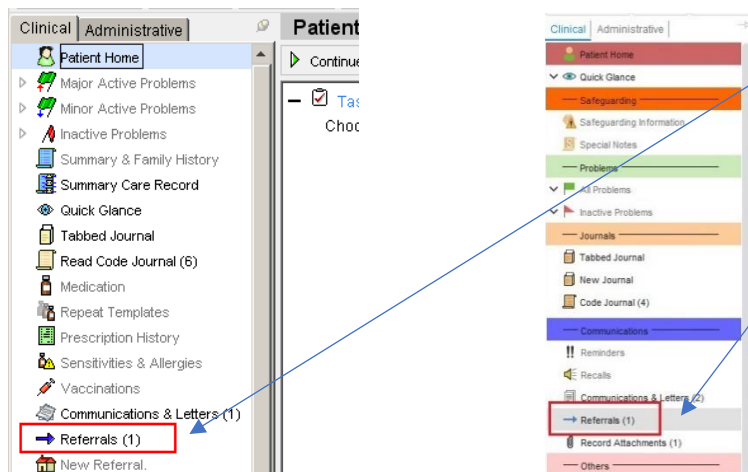 Clinical Administrative
Patient Home
Major Active Problems
Minor Active Problems
Inactive Problems
Summary & Family History
Summary Care Record
Quick Glance
Tabbed Journal
Read Code Journal (6)
Medication
Repeat Templates
Prescription History
Sensitivities & Allergies
Vaccinations
Communications & Letters (1)
Referrals (1)
New Referral.
Patient
Continue
Tas
Choo
Clinical Administrative
Patient Home
Quick Glance
Safeguarding
Safeguarding Information
Special Notes
Problems
All Problems
Inactive Problems
Journals
Tabbed Journal
New Journal
Code Journal (4)
Communications
Reminders
Recalls
Communications & Letters (2)
Referrals (1)
Record Attachments (1)
Others